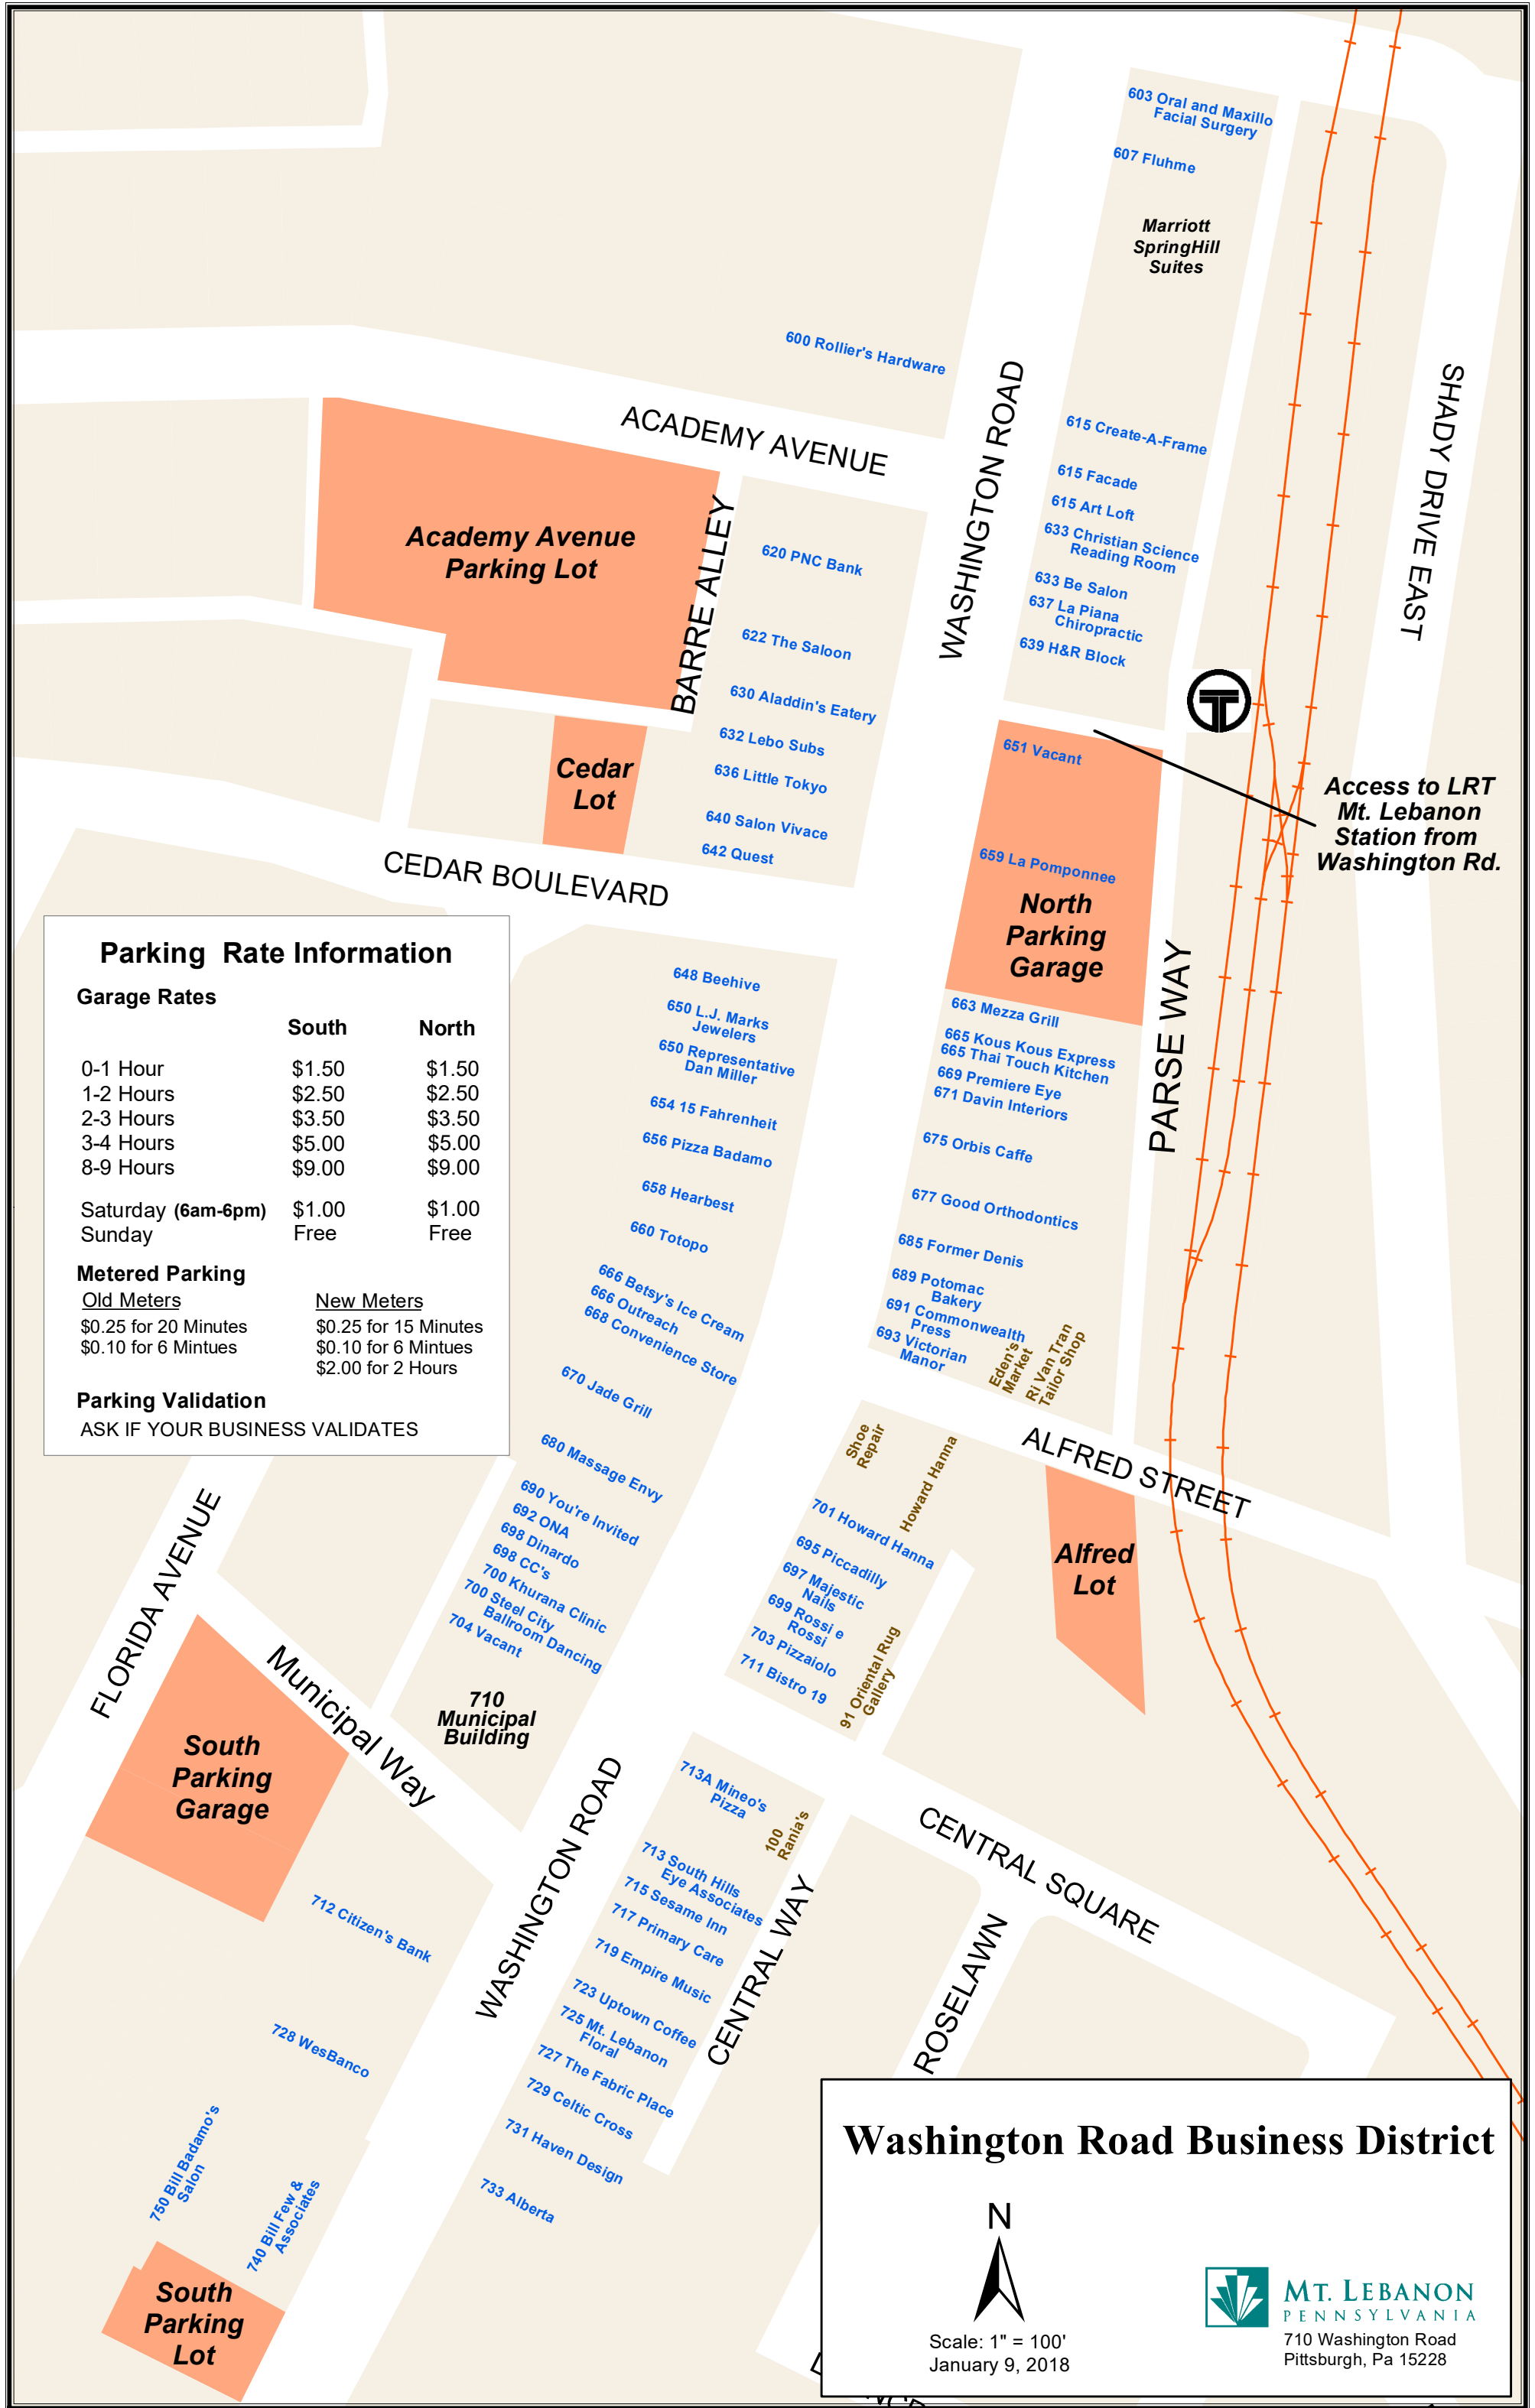 603 Oral and Maxillo
Facial Surgery
607 Fluhme
Marriott
SpringHill
Suites
600 Rollier's Hardware
ACADEMY AVENUE
WASHINGTON ROAD
SHADY DRIVE EAST
615 Create-A-Frame
615 Facade
615 Art Loft
633 Christian Science
Reading Room
633 Be Salon
637 La Piana
Chiropractic
639 H&R Block
Academy Avenue
Parking Lot
BARRE ALLEY
620 PNC Bank
622 The Saloon
630 Aladdin's Eatery
632 Lebo Subs
636 Little Tokyo
640 Salon Vivace
642 Quest
Cedar
Lot
CEDAR BOULEVARD
T
651 Vacant
659 La Pomponnee
North
Parking
Garage
Access to LRT
Mt. Lebanon
Station from
Washington Rd.
PARSE WAY
Parking Rate Information
Garage Rates
South North
0-1 Hour $1.50 $1.50
1-2 Hours $2.50 $2.50
2-3 Hours $3.50 $3.50
3-4 Hours $5.00 $5.00
8-9 Hours $9.00 $9.00
Saturday (6am-6pm) $1.00 $1.00
Sunday Free Free
Metered Parking
Old Meters New Meters
$0.25 for 20 Minutes $0.25 for 15 Minutes
$0.10 for 6 Mintues $0.10 for 6 Mintues
$2.00 for 2 Hours
Parking Validation
ASK IF YOUR BUSINESS VALIDATES
648 Beehive
650 L.J. Marks
Jewelers
650 Representative
Dan Miller
654 15 Fahrenheit
656 Pizza Badamo
658 Hearbest
660 Totopo
666 Betsy's Ice Cream
666 Outreach
668 Convenience Store
670 Jade Grill
680 Massage Envy
690 You're Invited
692 ONA
698 Dinardo
698 CC's
700 Khurana Clinic
700 Steel City
Ballroom Dancing
704 Vacant
710
Municipal
Building
663 Mezza Grill
665 Kous Kous Express
665 Thai Touch Kitchen
669 Premiere Eye
671 Davin Interiors
675 Orbis Caffe
677 Good Orthodontics
685 Former Denis
689 Potomac
Bakery
691 Commonwealth
Press
693 Victorian
Manor
Eden's
Market
Ri Van Tran
Tailor Shop
ALFRED STREET
Shoe
Repair
Howard Hanna
701 Howard Hanna
695 Piccadilly
697 Majestic
Nails
699 Rossi e
Rossi
703 Pizzaiolo
711 Bistro 19
91 Oriental Rug
Gallery
Alfred
Lot
FLORIDA AVENUE
Municipal Way
South
Parking
Garage
712 Citizen's Bank
728 WesBanco
750 Bill Badamo's
Salon
740 Bill Few &
Associates
South
Parking
Lot
WASHINGTON ROAD
713A Mineo's
Pizza
100
Rania's
713 South Hills
Eye Associates
715 Sesame Inn
717 Primary Care
719 Empire Music
723 Uptown Coffee
725 Mt. Lebanon
Floral
727 The Fabric Place
729 Celtic Cross
731 Haven Design
733 Alberta
CENTRAL WAY
CENTRAL SQUARE
ROSELAWN
Washington Road Business District
N
Scale: 1" = 100'
January 9, 2018
MT. LEBANON
PENNSYLVANIA
710 Washington Road
Pittsburgh, Pa 15228